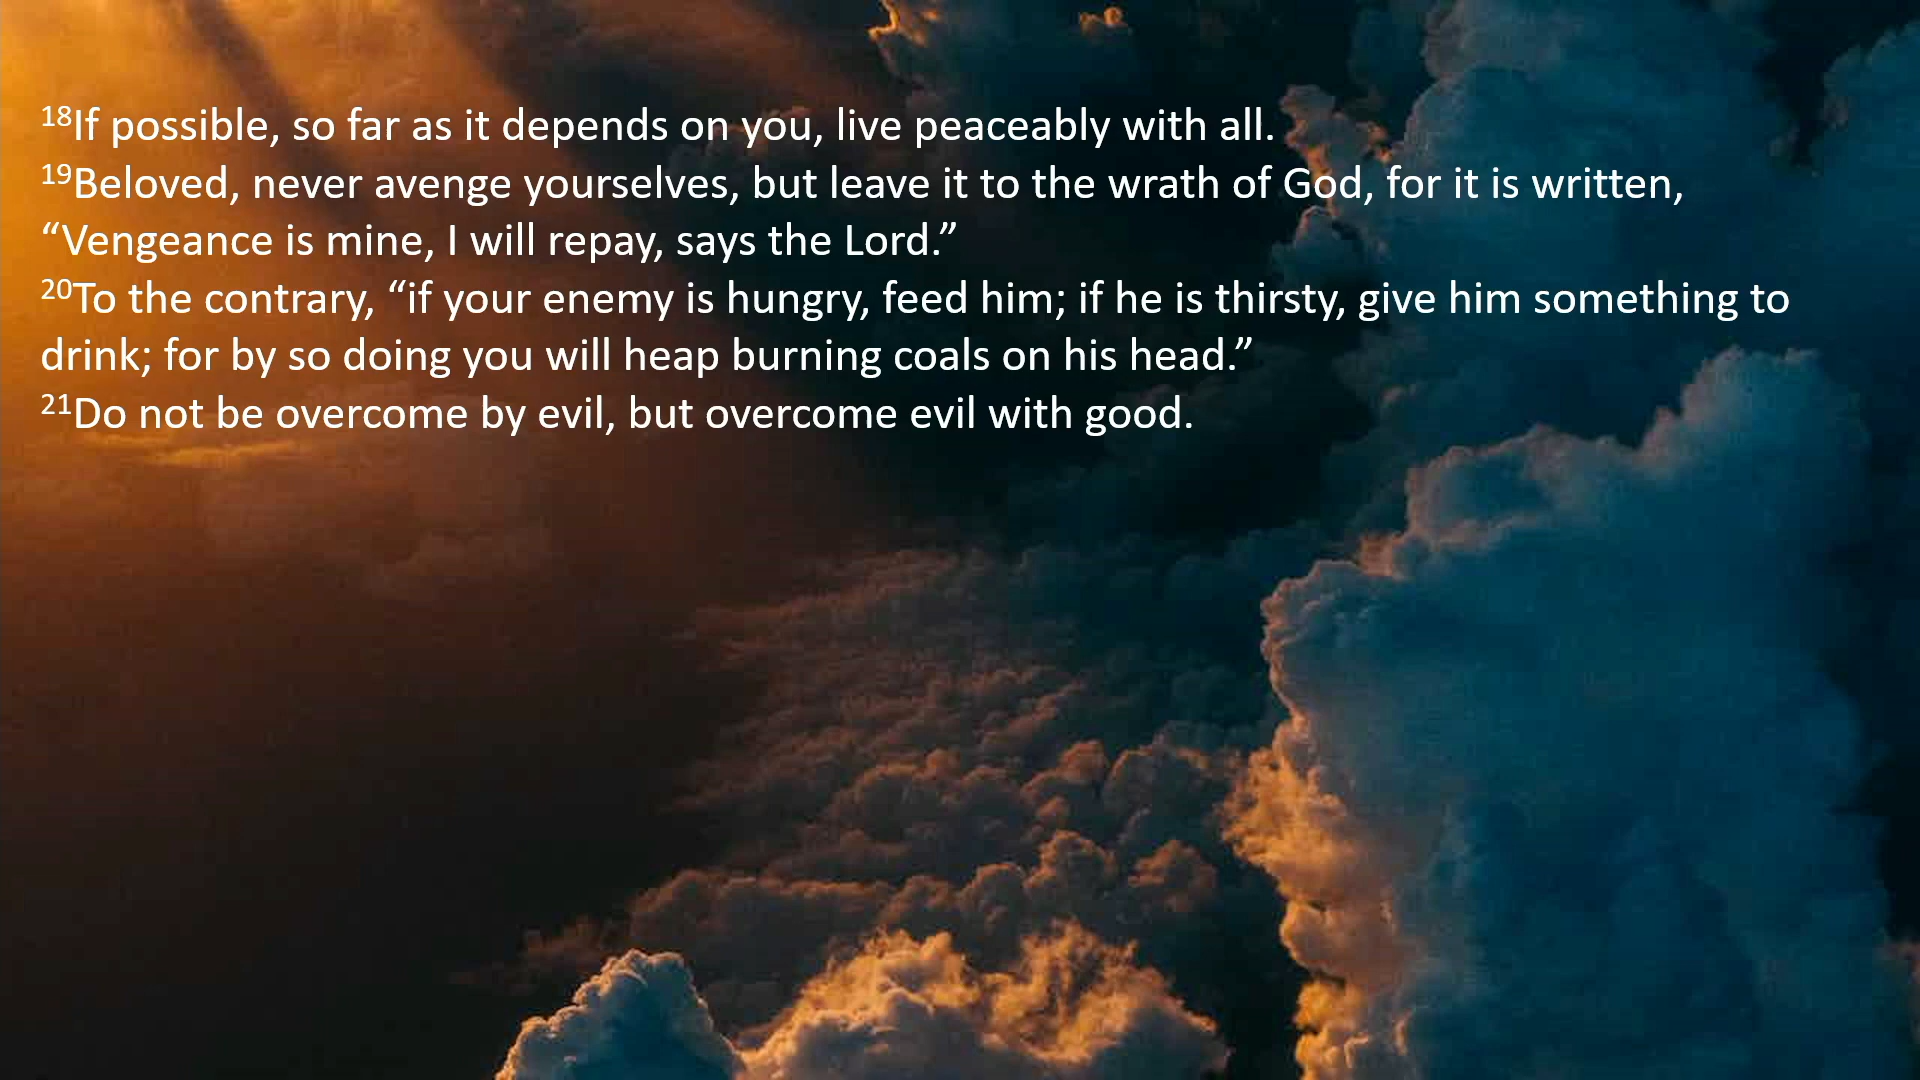 18If possible, so far as it depends on you, live peaceably with all.
19Beloved, never avenge yourselves, but leave it to the wrath of God, for it is written,
“Vengeance is mine, I will repay, says the Lord.”
20To the contrary, “if your enemy is hungry, feed him; if he is thirsty, give him something to
drink; for by so doing you will heap burning coals on his head.”
21Do not be overcome by evil, but overcome evil with good.